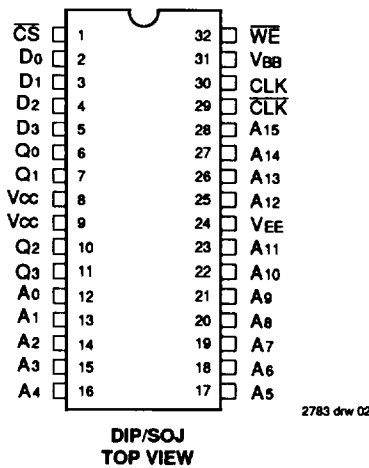 C̅S̅ 1 32 W̅E̅
D0 2 31 VBB
D1 3 30 CLK
D2 4 29 C̅L̅K̅
D3 5 28 A15
Q0 6 27 A14
Q1 7 26 A13
Vcc 8 25 A12
Vcc 9 24 VEE
Q2 10 23 A11
Q3 11 22 A10
A0 12 21 A9
A1 13 20 A8
A2 14 19 A7
A3 15 18 A6
A4 16 17 A5
2783 drw 02
DIP/SOJ
TOP VIEW